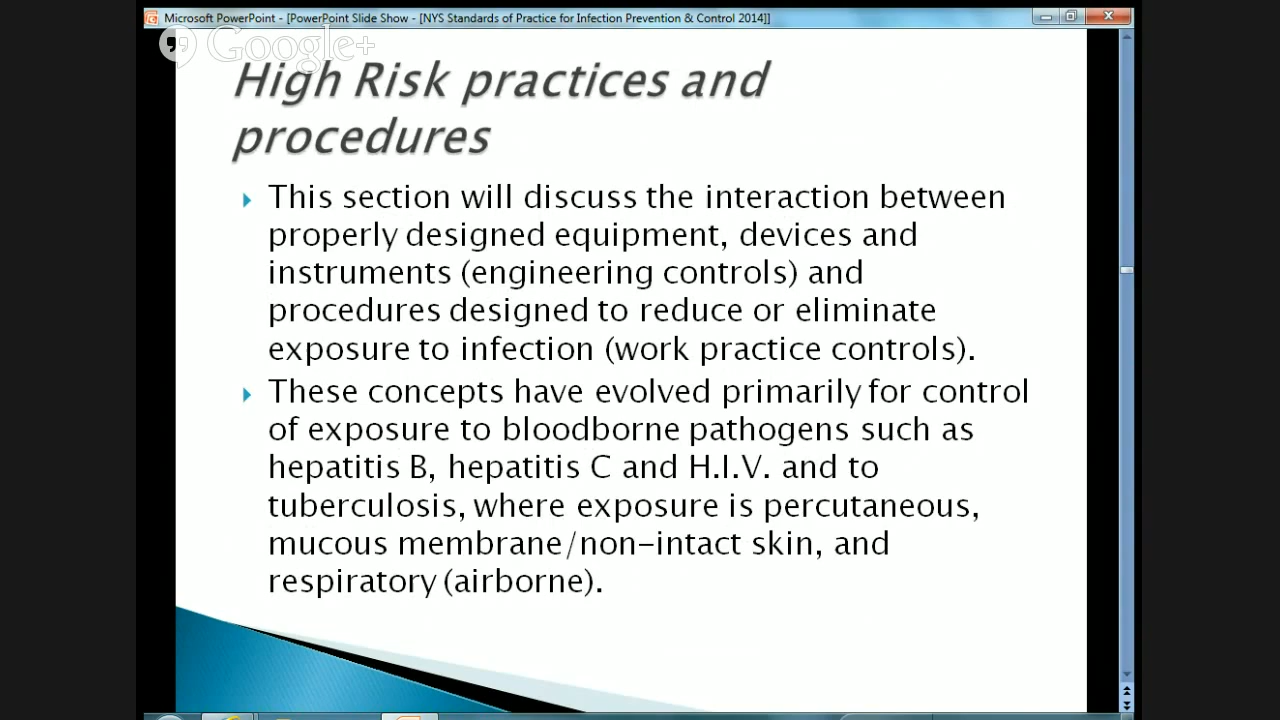 Microsoft PowerPoint - [PowerPoint Slide Show - [NYS Standards of Practice for Infection Prevention & Control 2014]]
Google+
High Risk practices and
procedures
This section will discuss the interaction between
properly designed equipment, devices and
instruments (engineering controls) and
procedures designed to reduce or eliminate
exposure to infection (work practice controls).
These concepts have evolved primarily for control
of exposure to bloodborne pathogens such as
hepatitis B, hepatitis C and H.I.V. and to
tuberculosis, where exposure is percutaneous,
mucous membrane/non-intact skin, and
respiratory (airborne).